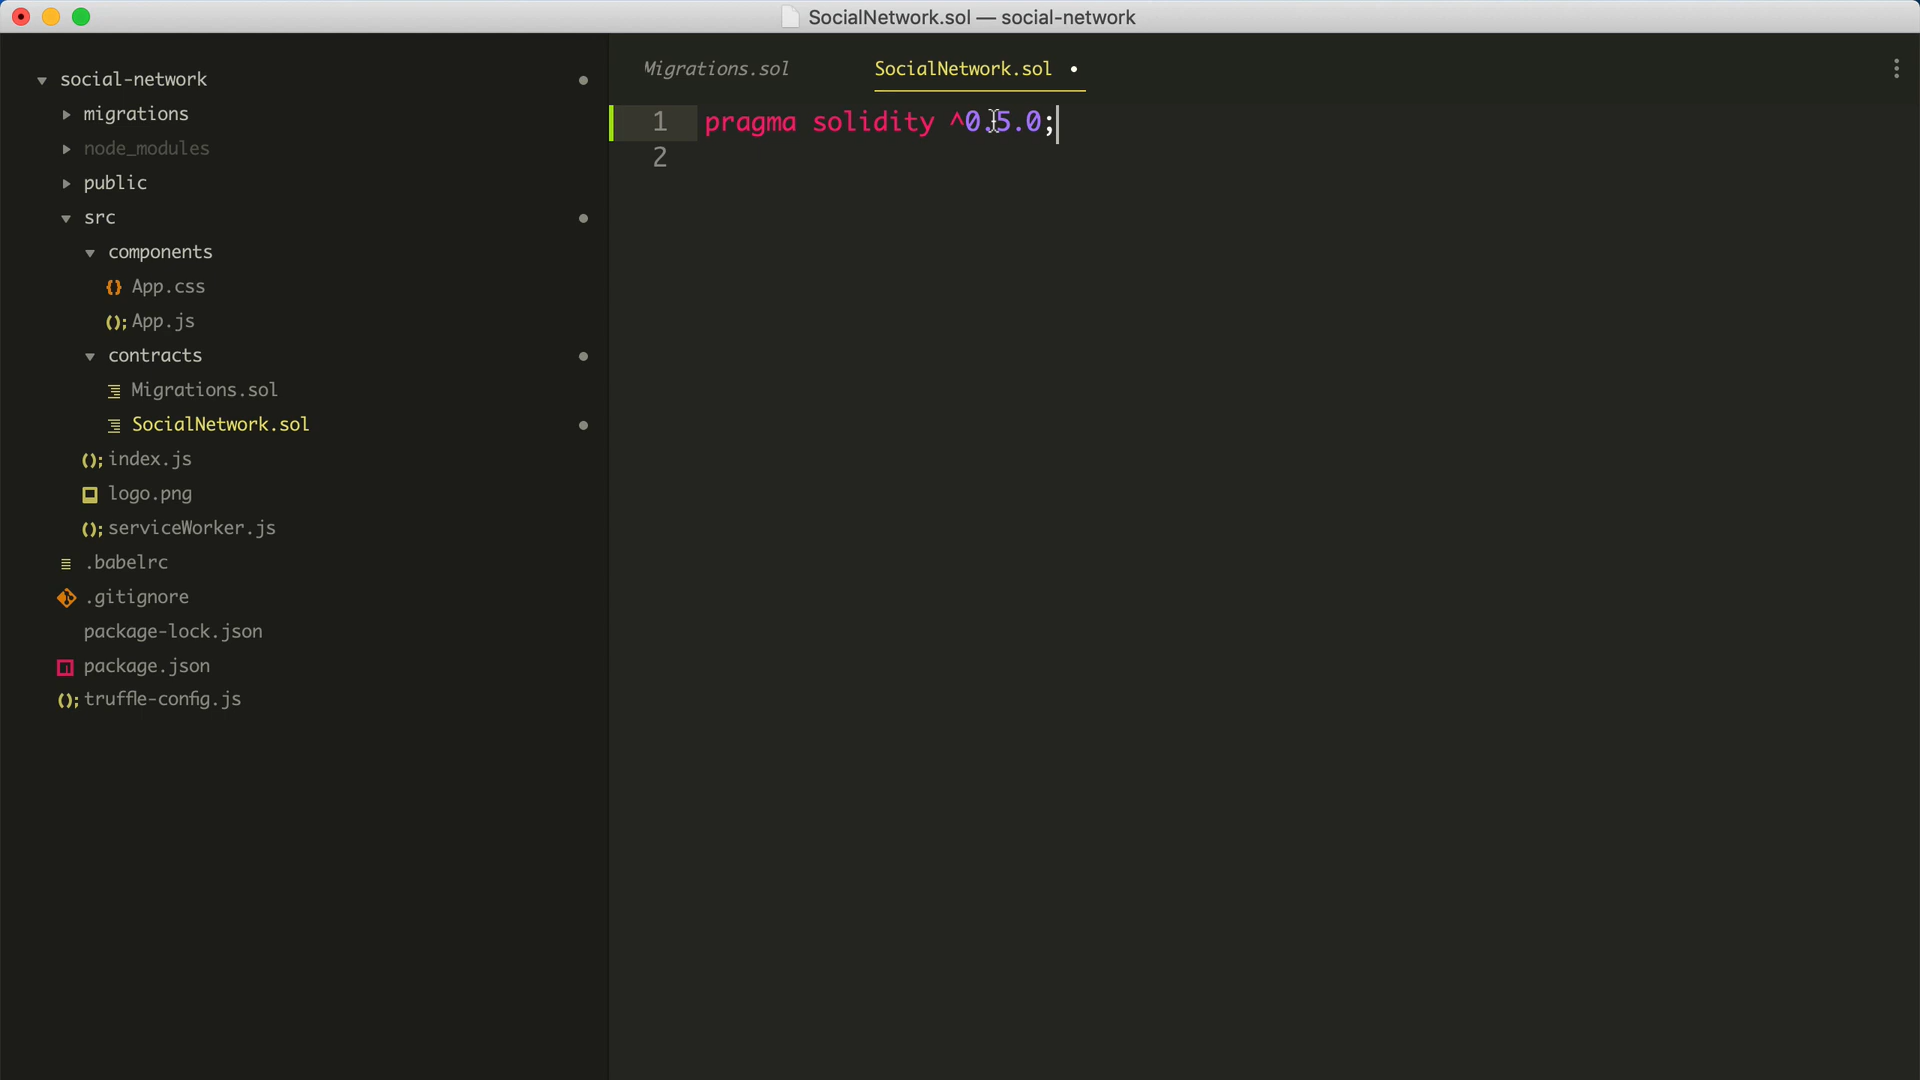 SocialNetwork.sol — social-network
social-network
migrations
node_modules
public
src
components
App.css
App.js
contracts
Migrations.sol
SocialNetwork.sol
index.js
logo.png
serviceWorker.js
.babelrc
.gitignore
package-lock.json
package.json
truffle-config.js
Migrations.sol
SocialNetwork.sol
1 pragma solidity ^0.5.0;
2